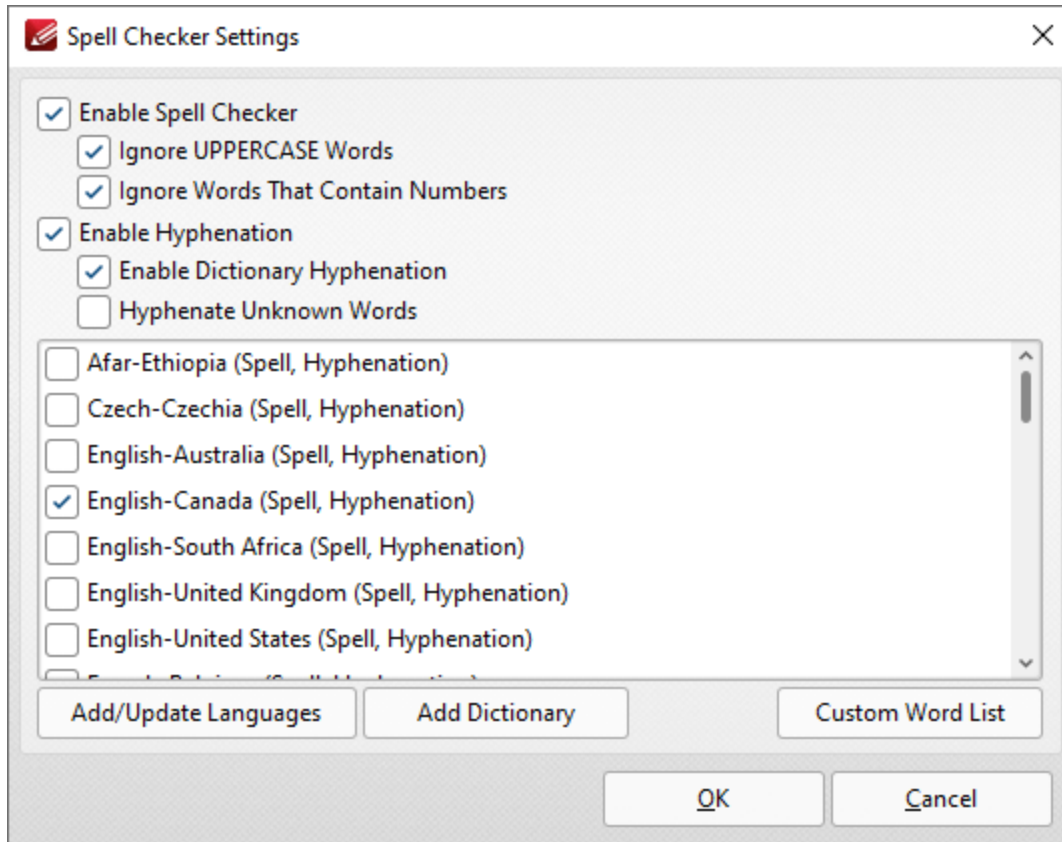 Spell Checker Settings
Enable Spell Checker
Ignore UPPERCASE Words
Ignore Words That Contain Numbers
Enable Hyphenation
Enable Dictionary Hyphenation
Hyphenate Unknown Words
Afar-Ethiopia (Spell, Hyphenation)
Czech-Czechia (Spell, Hyphenation)
English-Australia (Spell, Hyphenation)
English-Canada (Spell, Hyphenation)
English-South Africa (Spell, Hyphenation)
English-United Kingdom (Spell, Hyphenation)
English-United States (Spell, Hyphenation)
Add/Update Languages Add Dictionary Custom Word List
OK Cancel